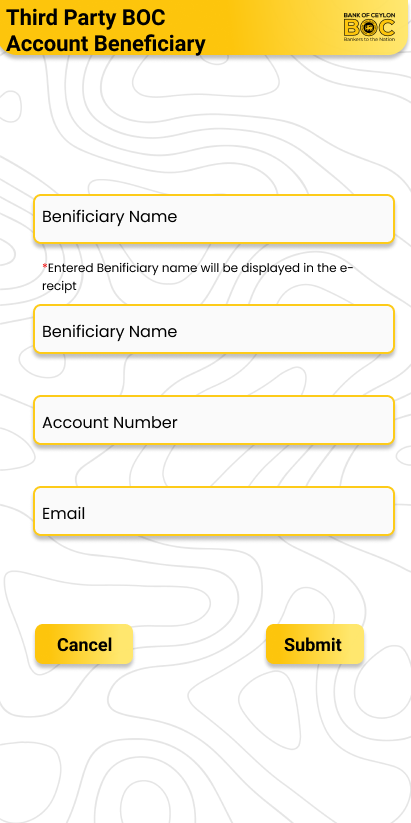 Third Party BOC
Account Beneficiary
BANK OF CEYLON
BOC
Bankers to the Nation
Benificiary Name
*Entered Benificiary name will be displayed in the e-
recipt
Benificiary Name
Account Number
Email
Cancel
Submit